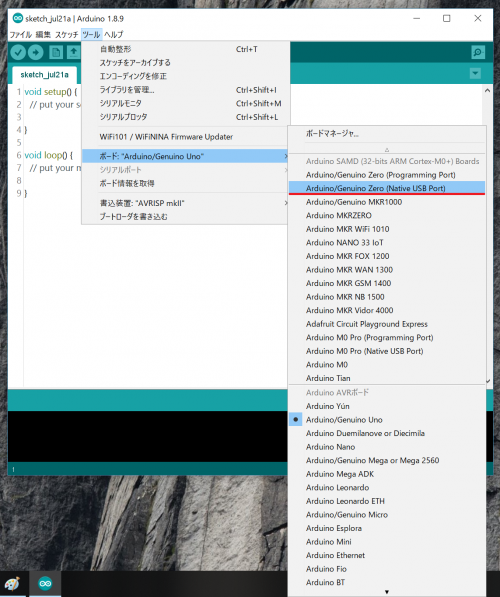 sketch_jul21a | Arduino 1.8.9
ファイル 編集 スケッチ ツール ヘルプ
sketch_jul21a
1 void setup() {
2 // put your se
3
4 }
5
6 void loop() {
7 // put your m
8
9 }
自動整形 Ctrl+T
スケッチをアーカイブする
エンコーディングを修正
ライブラリを管理... Ctrl+Shift+I
シリアルモニタ Ctrl+Shift+M
シリアルプロッタ Ctrl+Shift+L
WiFi101 / WiFiNINA Firmware Updater
ボード: "Arduino/Genuino Uno"
シリアルポート
ボード情報を取得
書込装置: "AVRISP mkII"
ブートローダを書き込む
ボードマネージャ...
Arduino SAMD (32-bits ARM Cortex-M0+) Boards
Arduino/Genuino Zero (Programming Port)
Arduino/Genuino Zero (Native USB Port)
Arduino/Genuino MKR1000
Arduino MKRZERO
Arduino MKR WiFi 1010
Arduino NANO 33 IoT
Arduino MKR FOX 1200
Arduino MKR WAN 1300
Arduino MKR GSM 1400
Arduino MKR NB 1500
Arduino MKR Vidor 4000
Adafruit Circuit Playground Express
Arduino M0 Pro (Programming Port)
Arduino M0 Pro (Native USB Port)
Arduino M0
Arduino Tian
Arduino AVRボード
Arduino Yún
Arduino/Genuino Uno
Arduino Duemilanove or Diecimila
Arduino Nano
Arduino/Genuino Mega or Mega 2560
Arduino Mega ADK
Arduino Leonardo
Arduino Leonardo ETH
Arduino/Genuino Micro
Arduino Esplora
Arduino Mini
Arduino Ethernet
Arduino Fio
Arduino BT
1